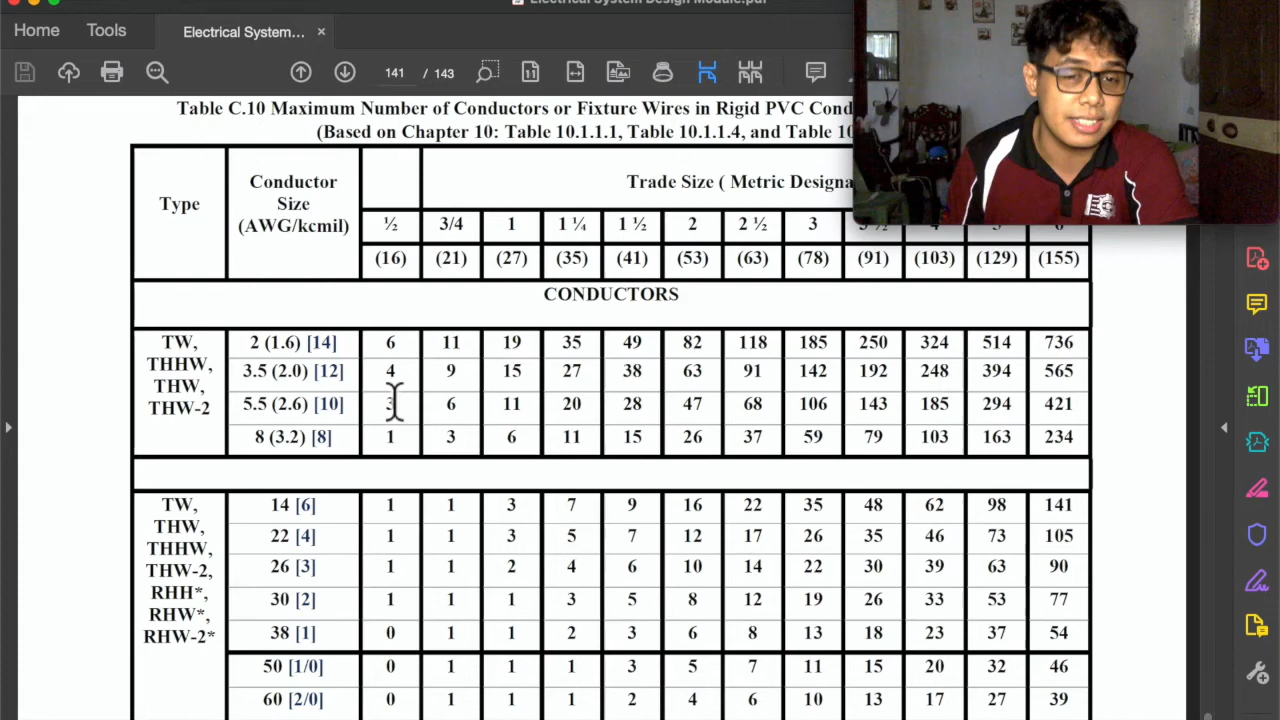 Electrical System Design Module.pdf
Home Tools Electrical System... ×
141 / 143
Table C.10 Maximum Number of Conductors or Fixture Wires in Rigid PVC
(Based on Chapter 10: Table 10.1.1.1, Table 10.1.1.4, and Table
Type Conductor Size (AWG/kcmil) Trade Size ( Metric
½ 3/4 1 1 ¼ 1 ½ 2 2 ½ 3
(16) (21) (27) (35) (41) (53) (63) (78) (91) (103) (129) (155)
CONDUCTORS
TW, THHW, THW, THW-2
2 (1.6) [14] 6 11 19 35 49 82 118 185 250 324 514 736
3.5 (2.0) [12] 4 9 15 27 38 63 91 142 192 248 394 565
5.5 (2.6) [10] 3 6 11 20 28 47 68 106 143 185 294 421
8 (3.2) [8] 1 3 6 11 15 26 37 59 79 103 163 234
TW, THW, THHW, THW-2, RHH*, RHW*, RHW-2*
14 [6] 1 1 3 7 9 16 22 35 48 62 98 141
22 [4] 1 1 3 5 7 12 17 26 35 46 73 105
26 [3] 1 1 2 4 6 10 14 22 30 39 63 90
30 [2] 1 1 1 3 5 8 12 19 26 33 53 77
38 [1] 0 1 1 2 3 6 8 13 18 23 37 54
50 [1/0] 0 1 1 1 3 5 7 11 15 20 32 46
60 [2/0] 0 1 1 1 2 4 6 10 13 17 27 39